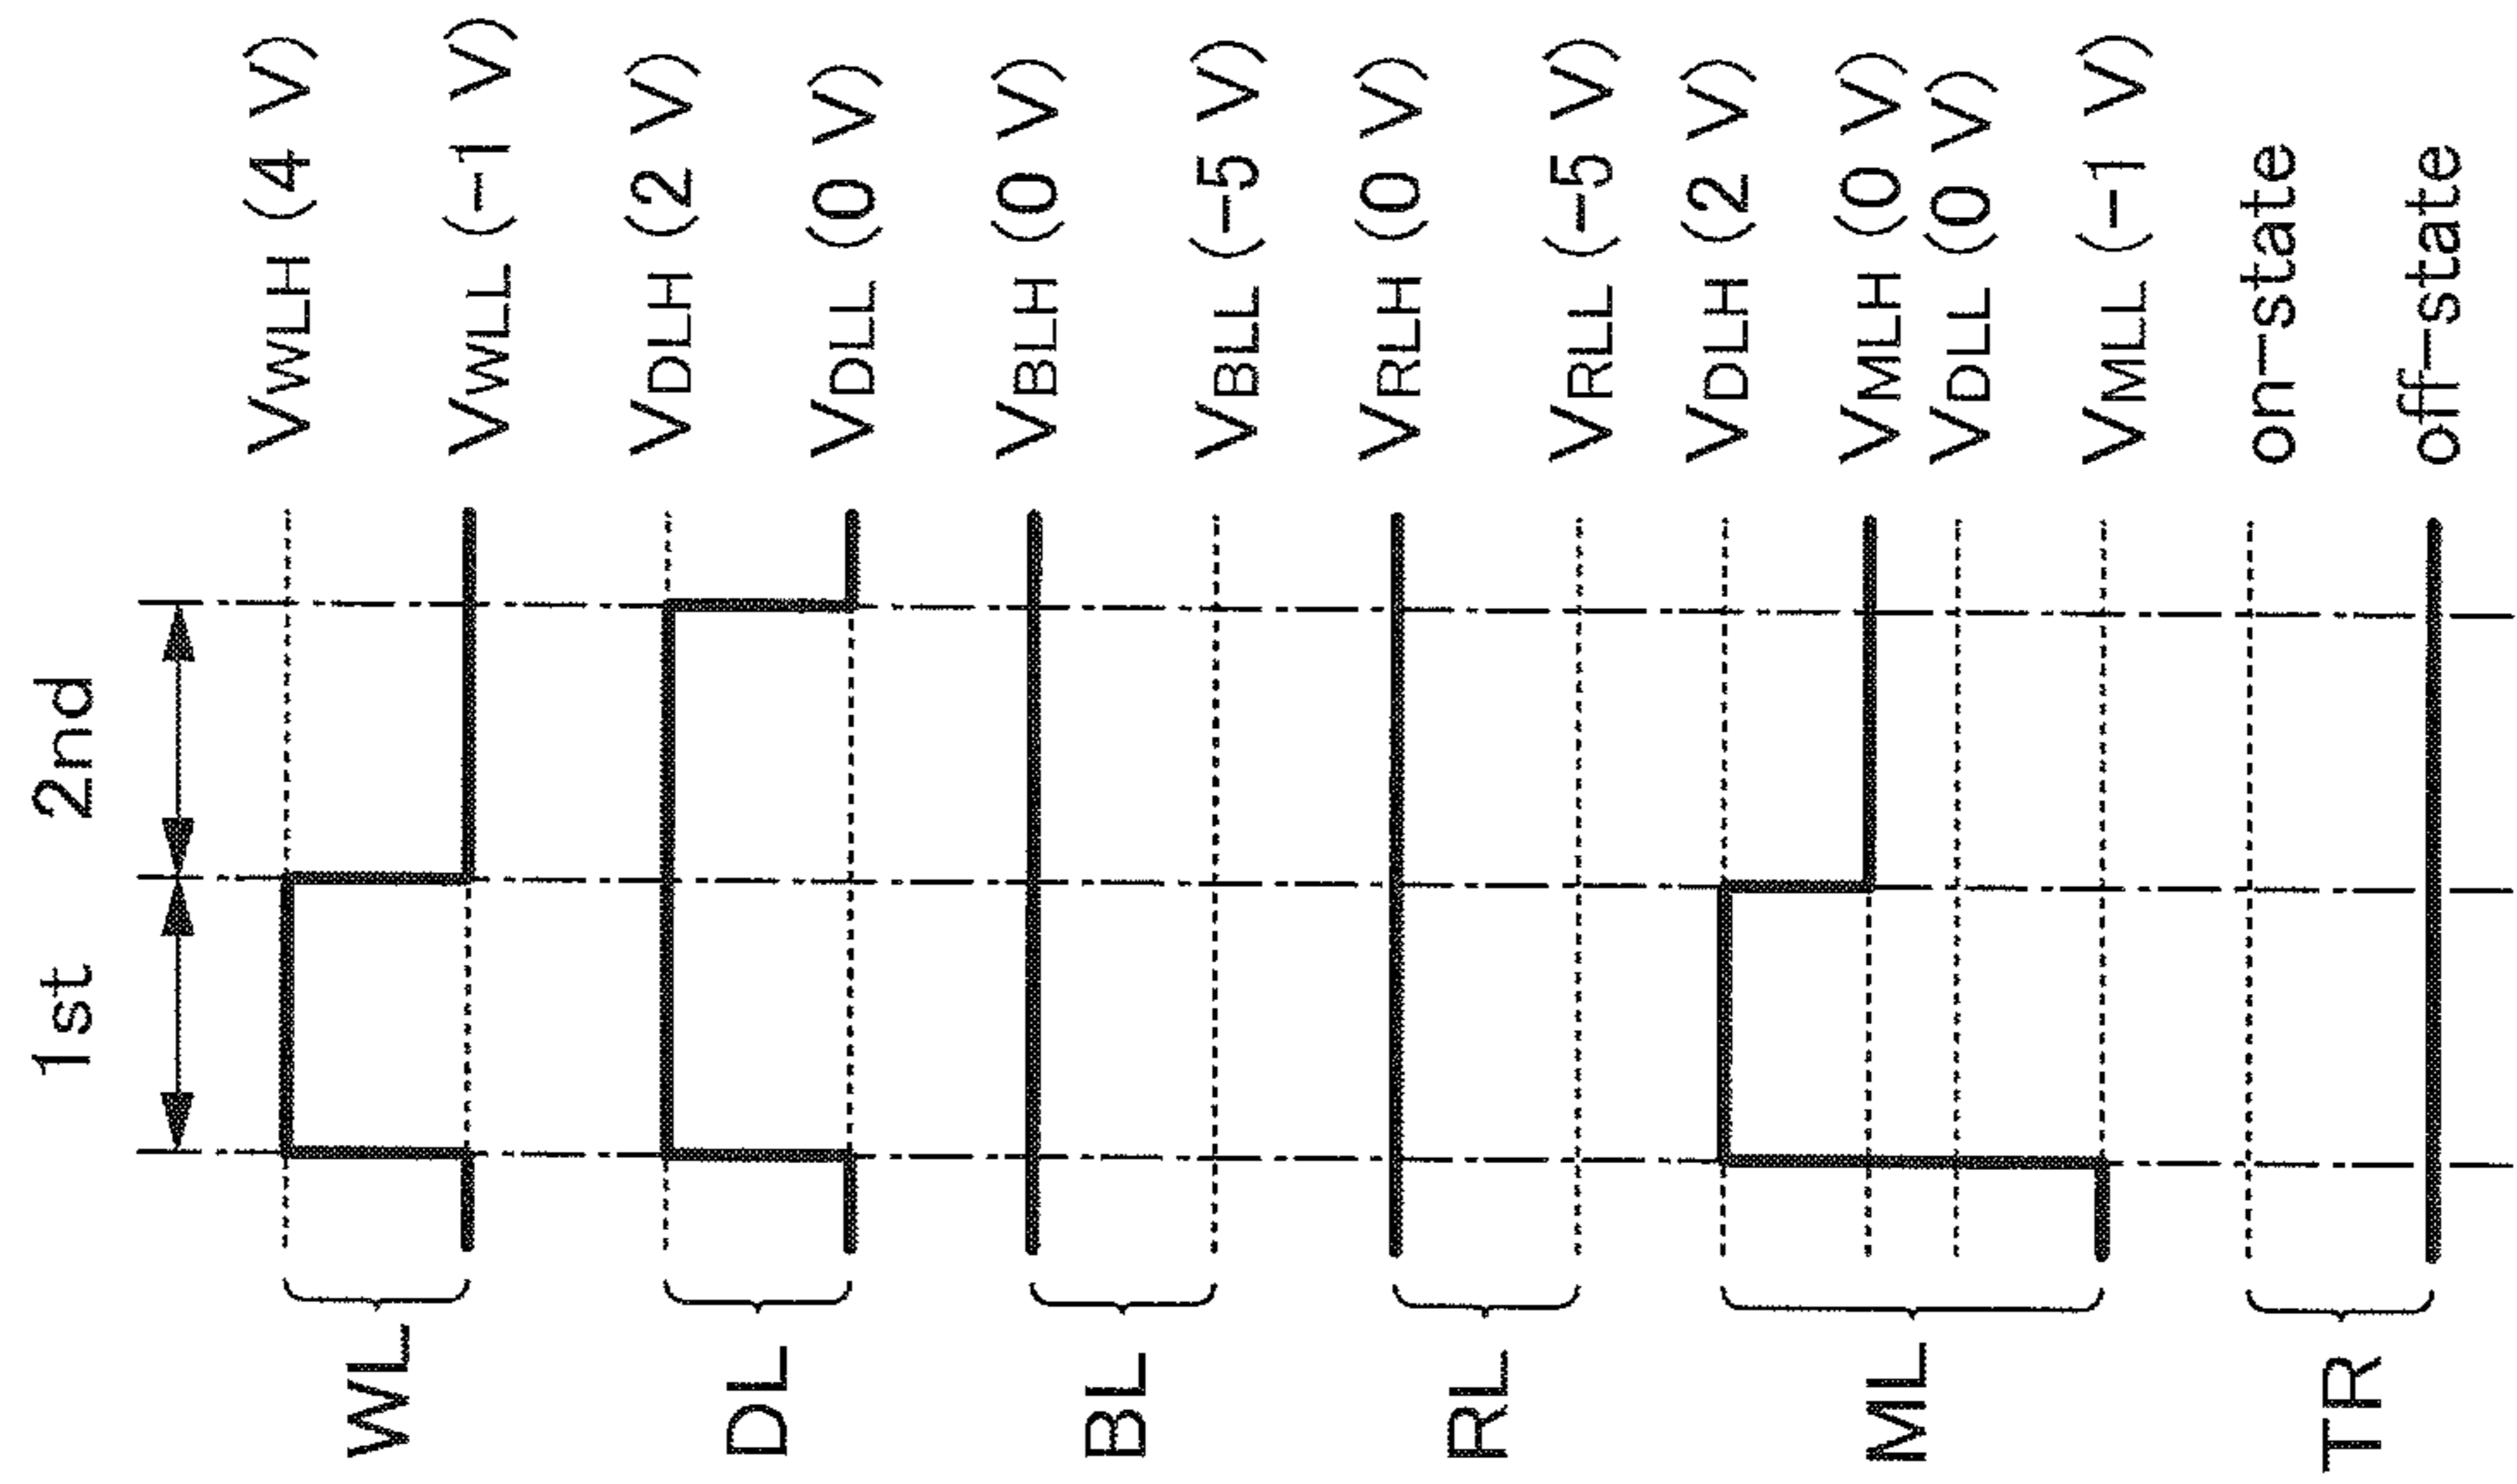 1st 2nd
VWLH (4 V)
WL
VWLL (-1 V)
VDLH (2 V)
DL
VDLL (0 V)
VBLH (0 V)
BL
VBLL (-5 V)
VRLH (0 V)
RL
VRLL (-5 V)
VDLH (2 V)
VMLH (0 V)
ML
VDLL (0 V)
VMLL (-1 V)
on-state
TR
off-state